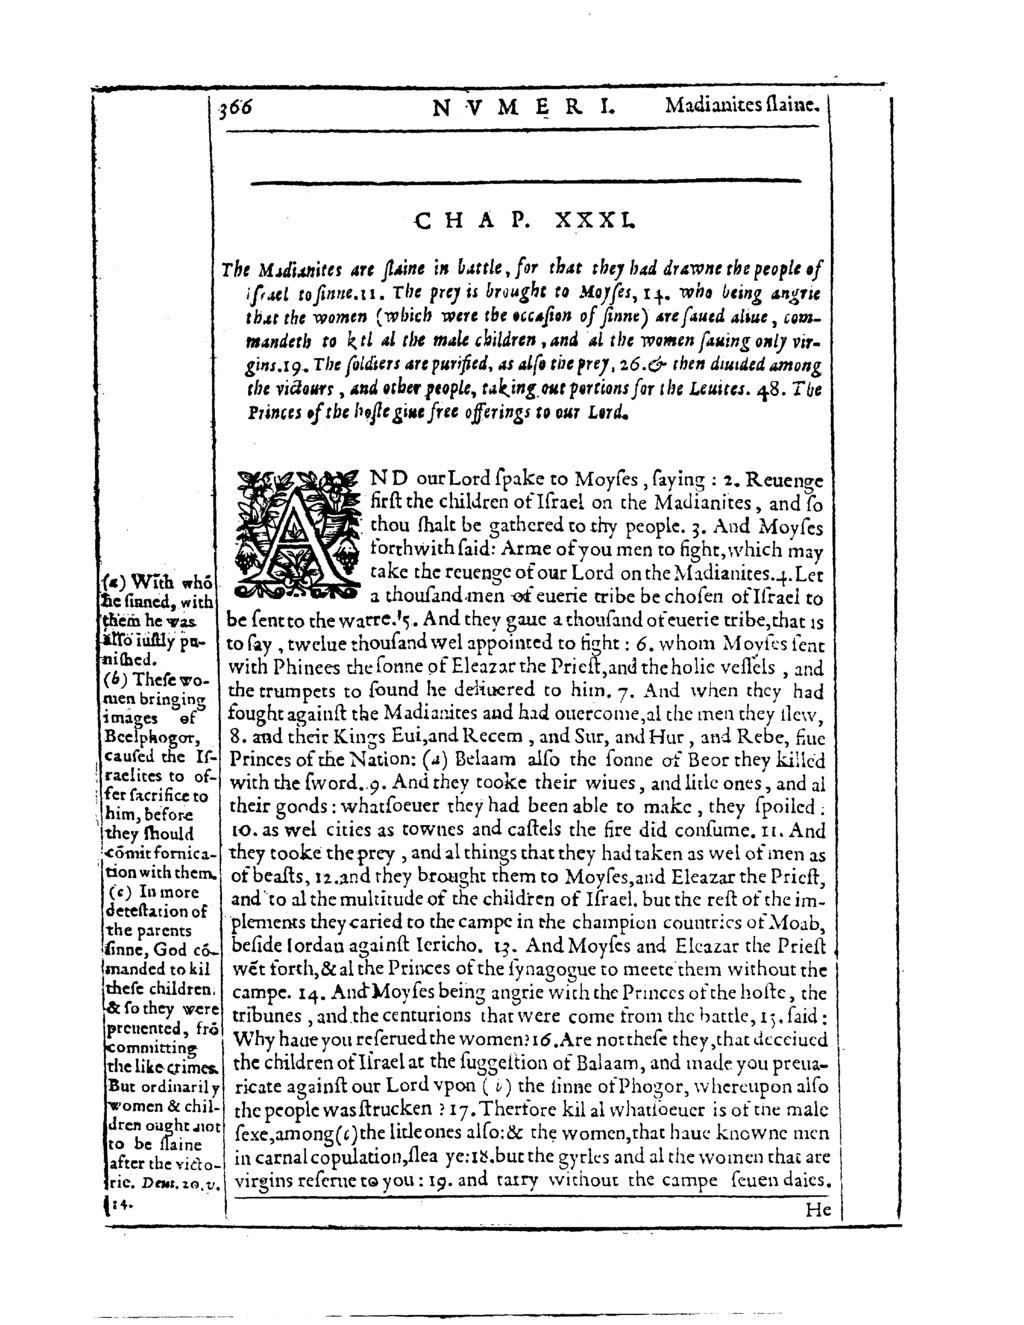 366 NVMERI. Madianites ſlaine.
CHAP. XXXI.
The Madianites are ſlaine in battle, for that they had drawne the people of
iſrael to ſinne. 11. The prey is brought to Moyſes, 14. who being angrie
that the women (which were the occaſion of ſinne) are ſaued aliue, com-
mandeth to kil al the male children, and al the women ſauing only vir-
gins. 19. The ſoldiers are purified, as alſo the prey, 26. & then diuided among
the victours, and other people, taking out portions for the Leuites. 48. The
Princes of the hoſte giue free offerings to our Lord.
AND our Lord ſpake to Moyſes, ſaying: 2. Reuenge
firſt the children of Iſrael on the Madianites, and ſo
thou ſhalt be gathered to thy people. 3. And Moyſes
forthwith ſaid: Arme of you men to fight, which may
take the reuenge of our Lord on the Madianites. 4. Let
a thouſand men of euerie tribe be choſen of Iſrael to
be ſent to the warre. 5. And they gaue a thouſand of euerie tribe, that is
to ſay, twelue thouſand wel appointed to fight: 6. whom Moyſes ſent
with Phinees the ſonne of Eleazar the Prieſt, and the holie veſſels, and
the trumpets to ſound he deliuered to him. 7. And when they had
fought againſt the Madianites and had ouercome, al the men they ſlew,
8. and their Kings Eui, and Recem, and Sur, and Hur, and Rebe, fiue
Princes of the Nation: (a) Belaam alſo the ſonne of Beor they killed
with the ſword. 9. And they tooke their wiues, and litle ones, and al
their goods: whatſoeuer they had been able to make, they ſpoiled:
10. as wel cities as townes and caſtels the fire did conſume. 11. And
they tooke the prey, and al things that they had taken as wel of men as
of beaſts, 12. and they brought them to Moyſes, and Eleazar the Prieſt,
and to al the multitude of the children of Iſrael. but the reſt of the im-
plements they caried to the campe in the champion countries of Moab,
beſide Iordan againſt Iericho. 13. And Moyſes and Eleazar the Prieſt
wēt forth, & al the Princes of the ſynagogue to meete them without the
campe. 14. And Moyſes being angrie with the Princes of the hoſte, the
tribunes, and the centurions that were come from the battle, 15. ſaid:
Why haue you reſerued the women? 16. Are not theſe they, that deceiued
the children of Iſrael at the ſuggeſtion of Balaam, and made you preua-
ricate againſt our Lord vpon (b) the ſinne of Phogor, whereupon alſo
the people was ſtrucken? 17. Therfore kil al whatſoeuer is of the male
ſexe, among (c) the litle ones alſo: & the women, that haue knowne men
in carnal copulation, ſlea ye: 18. but the gyrles and al the women that are
virgins reſerue to you: 19. and tarry without the campe ſeuen daies.
He
(a) With whō
he ſinned, with
them he was
alſo iuſtly pu-
niſhed.
(b) Theſe wo-
men bringing
images of
Beelphogor,
cauſed the Iſ-
raelites to of-
fer ſacrifice to
him, before
they ſhould
cōmit fornica-
tion with them.
(c) In more
deteſtation of
the parents
ſinne, God cō-
manded to kil
theſe children,
& ſo they were
preuented, frō
committing
the like crimes.
But ordinarily
women & chil-
dren ought not
to be ſlaine
after the victo-
rie. Deut. 20. v.
14.